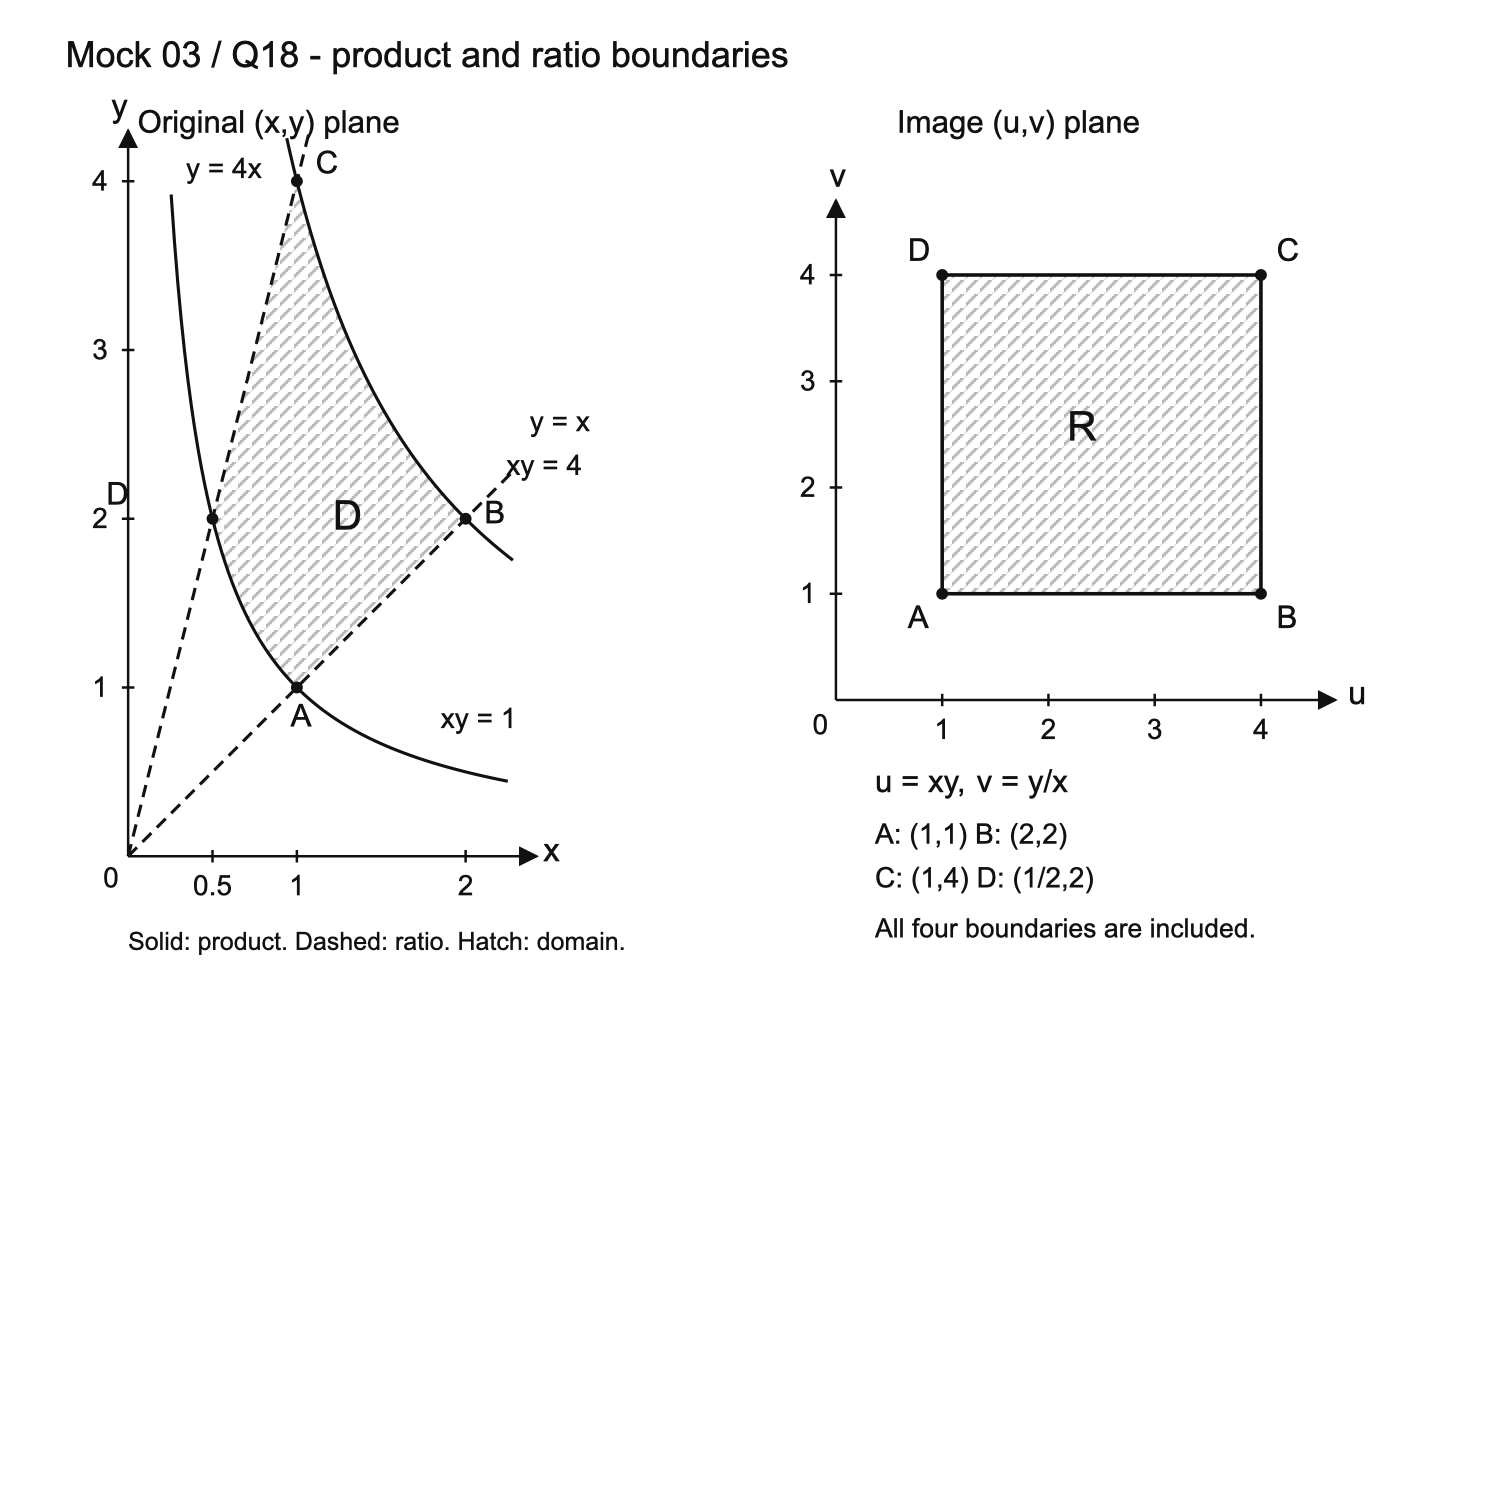 Mock 03 / Q18 - product and ratio boundaries
y
Original (x,y) plane
y = 4x
C
4
3
y = x
xy = 4
D
2
D
B
1
A
xy = 1
x
0
0.5
1
2
Solid: product. Dashed: ratio. Hatch: domain.
Image (u,v) plane
v
D
C
4
3
R
2
1
A
B
u
0
1
2
3
4
u = xy, v = y/x
A: (1,1) B: (2,2)
C: (1,4) D: (1/2,2)
All four boundaries are included.